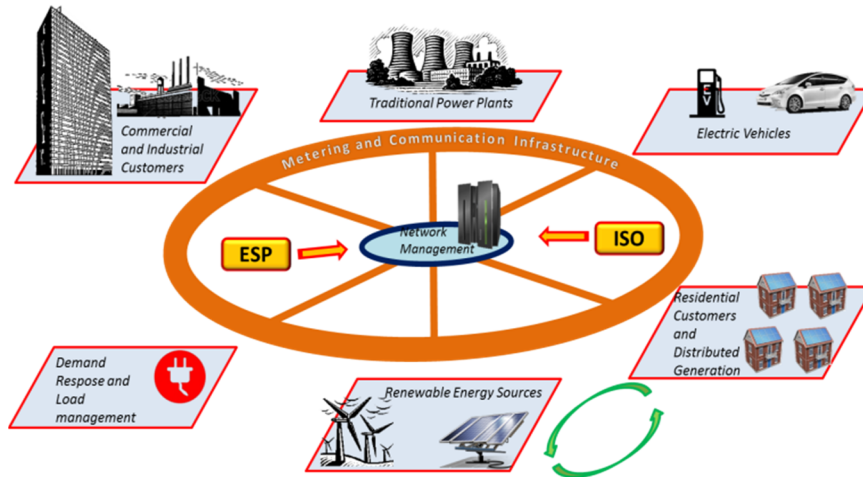 Traditional Power Plants
Commercial
and Industrial
Customers
E
V
Electric Vehicles
Metering and Communication Infrastructure
Network
Management
ESP
ISO
Residential
Customers
and
Distributed
Generation
Demand
Respose and
Load
management
Renewable Energy Sources